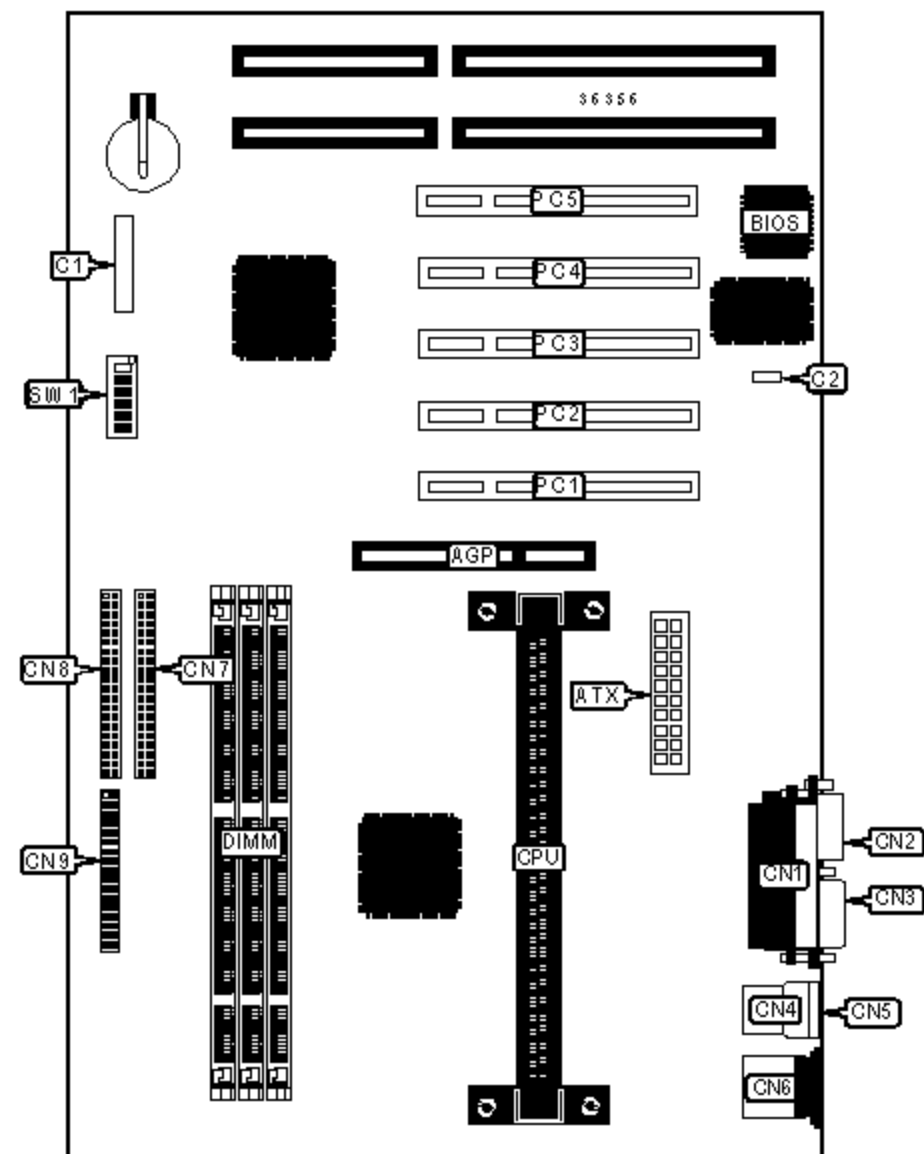 36356
PC5
BIOS
C1
PC4
PC3
C2
SW1
PC2
PC1
AGP
CN8
CN7
ATX
DIMM
CPU
CN2
CN9
CN1
CN3
CN4
CN5
CN6